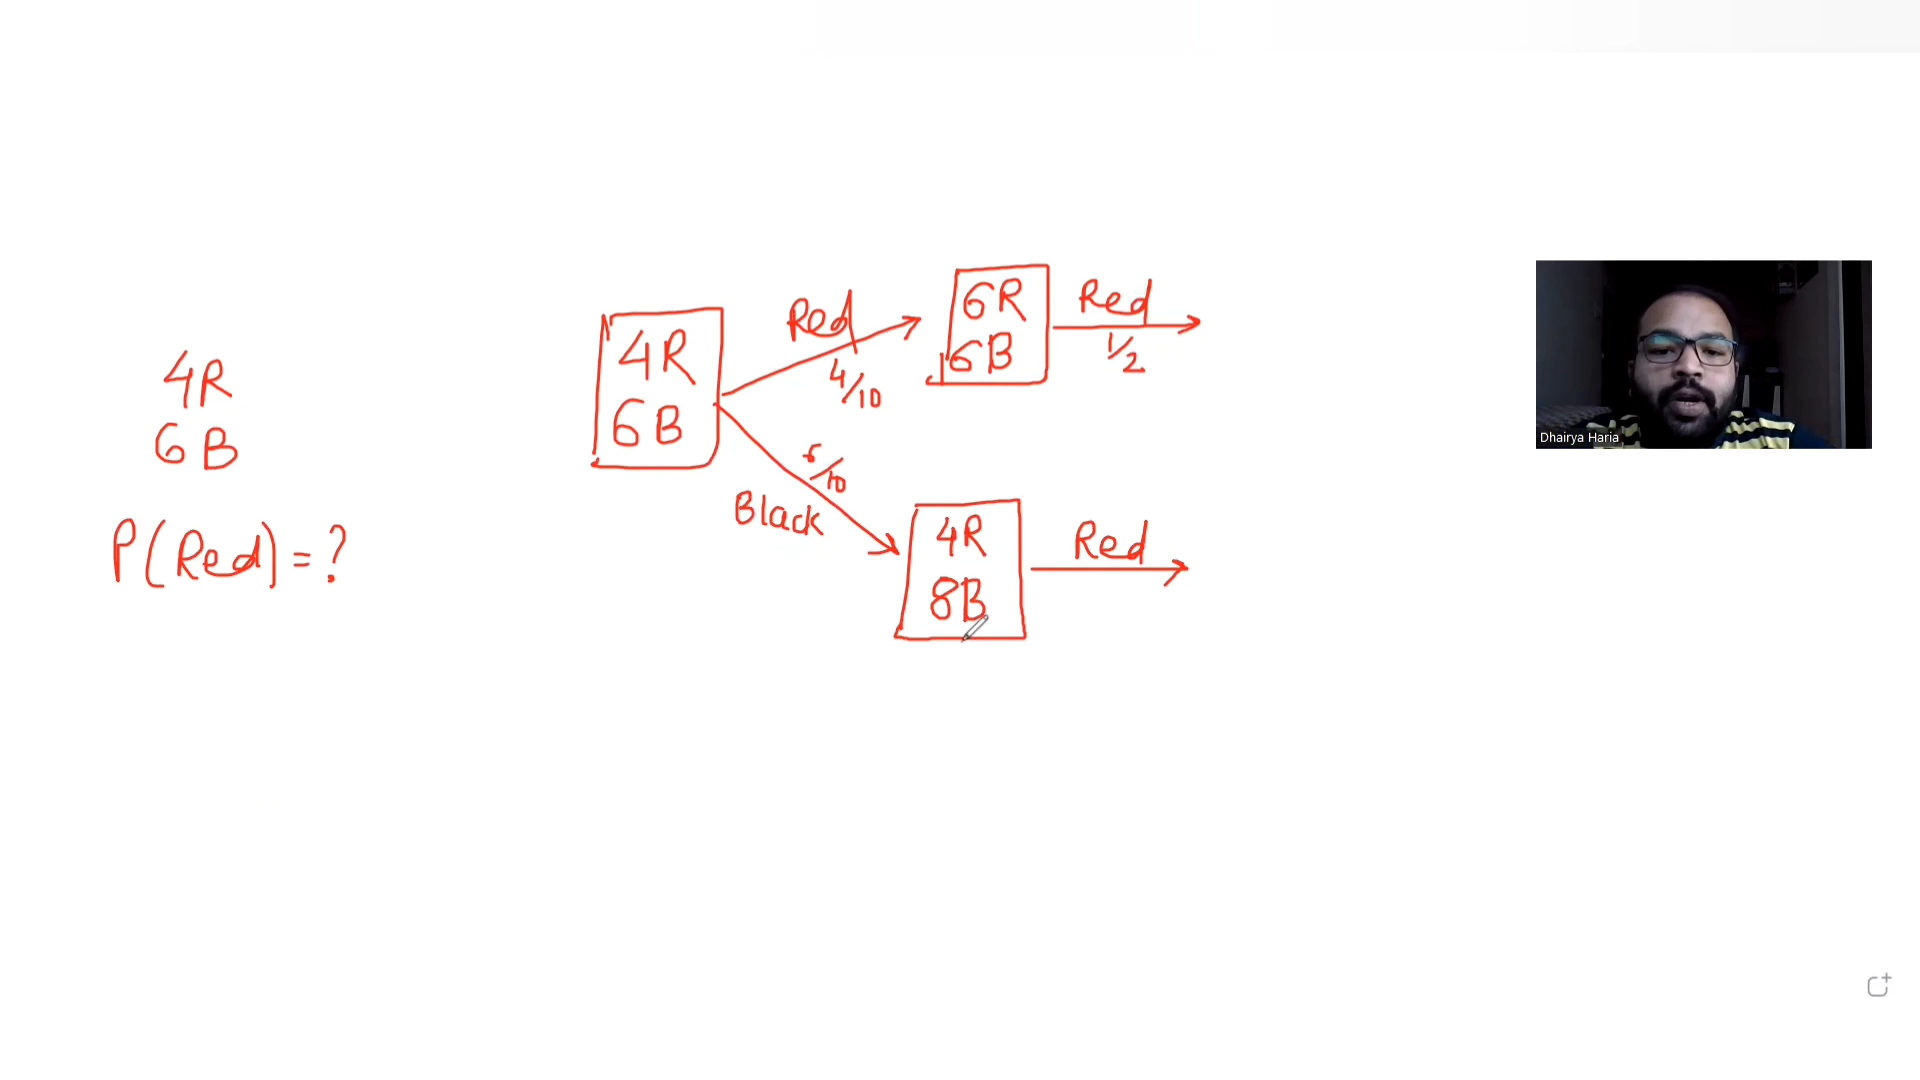 4R
6B
P(Red) = ?
4R
6B
Red
4/10
6/10
Black
6R
6B
Red
1/2
4R
8B
Red
Dhairya Haria